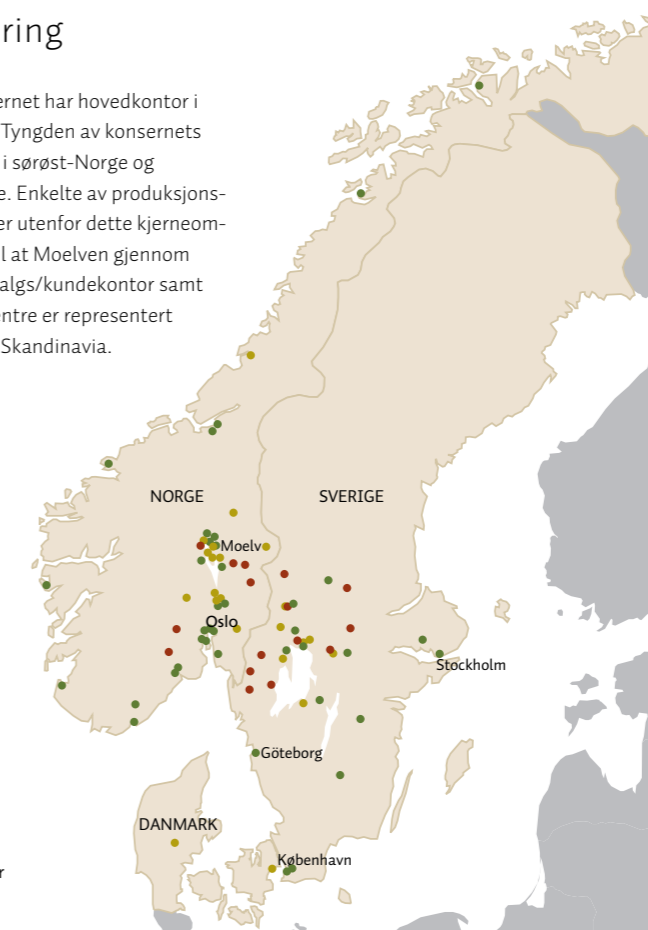 ring
ernet har hovedkontor i
Tyngden av konsernets
i sørøst-Norge og
e. Enkelte av produksjons-
er utenfor dette kjerneom-
l at Moelven gjennom
algs/kundekontor samt
entre er representert
Skandinavia.
NORGE
SVERIGE
Moelv
Oslo
Stockholm
Göteborg
DANMARK
København
r